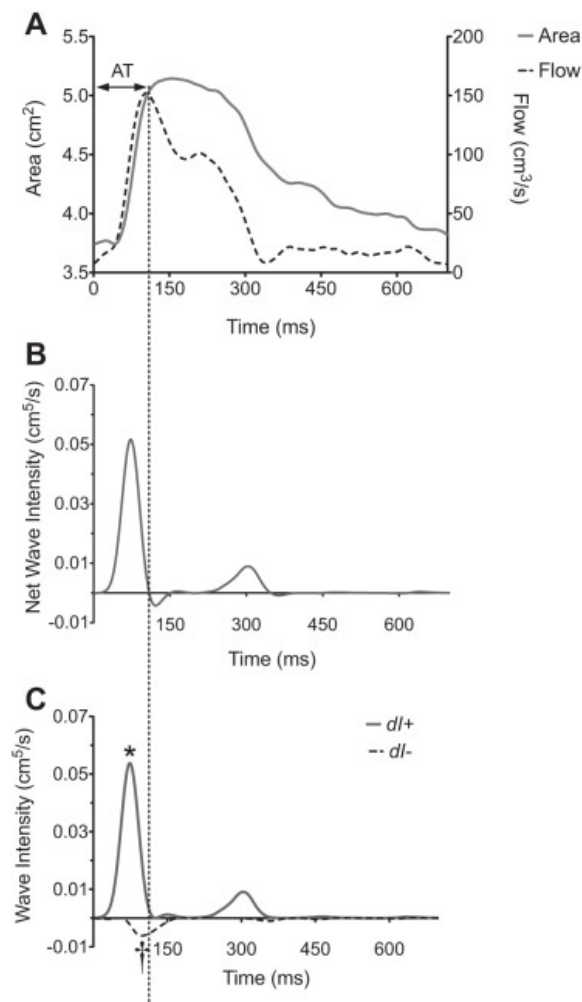 A
AT
Area
Flow
5.5
5.0
4.5
4.0
3.5
Area (cm²)
200
150
100
50
0
Flow (cm³/s)
0 150 300 450 600
Time (ms)
B
0.07
0.05
0.03
0.01
-0.01
Net Wave Intensity (cm⁵/s)
150 300 450 600
Time (ms)
C
dI+
dI-
0.07
0.05
0.03
0.01
-0.01
Wave Intensity (cm⁵/s)
*
†
150 300 450 600
Time (ms)